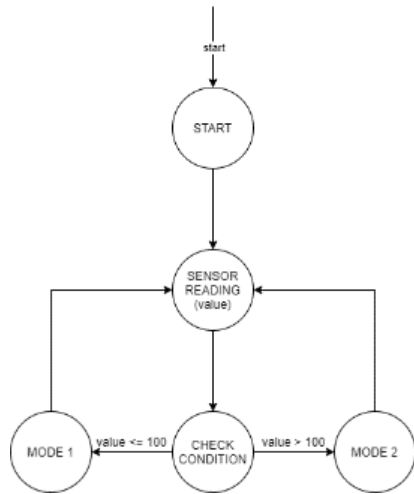 start
START
SENSOR
READING
(value)
MODE 1
value <= 100
CHECK
CONDITION
value > 100
MODE 2